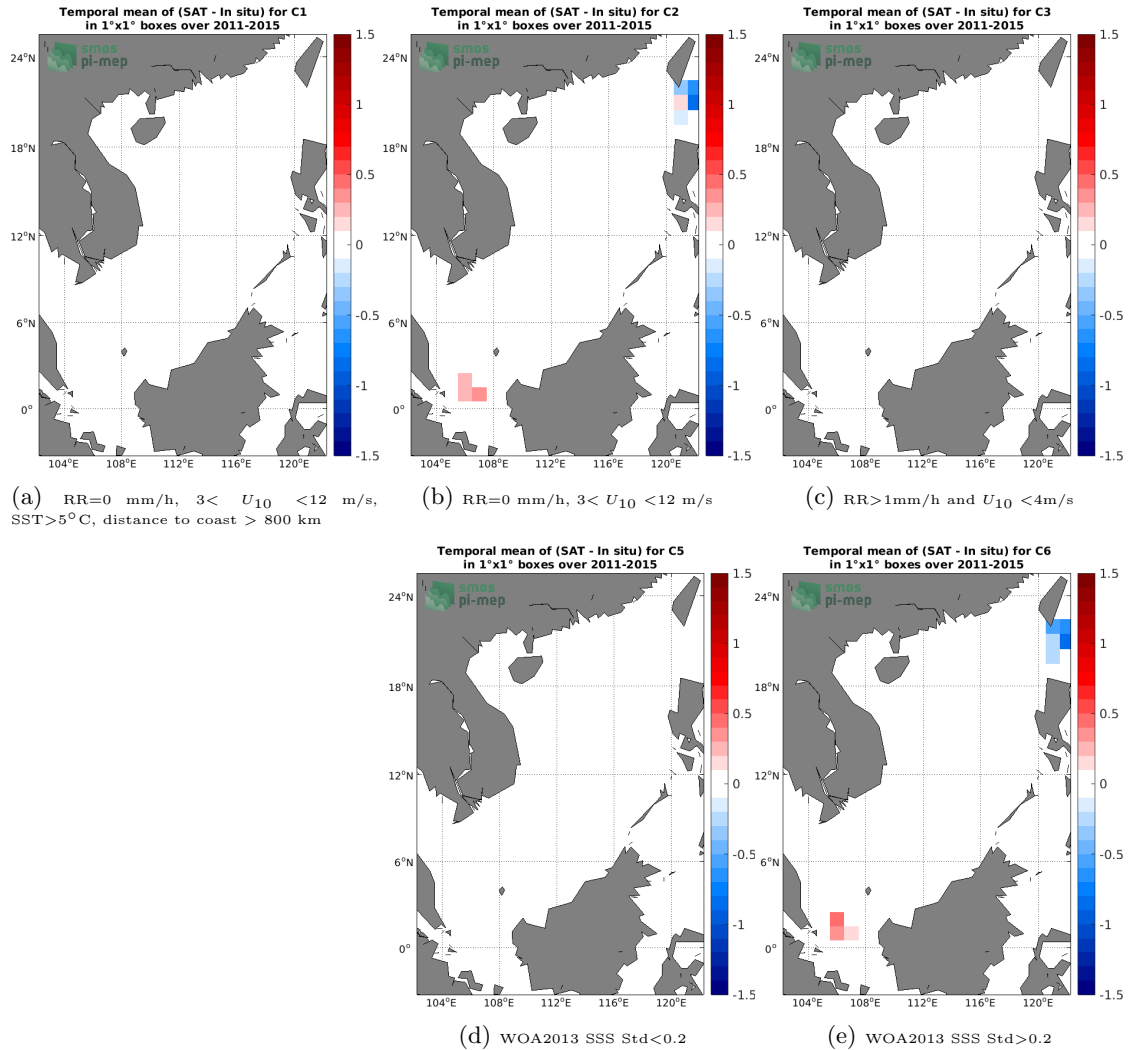 Temporal mean of (SAT - In situ) for C1
in 1°x1° boxes over 2011-2015
smos
pi-mep
24°N
18°N
12°N
6°N
0°
104°E
108°E
112°E
116°E
120°E
1.5
1
0.5
0
-0.5
-1
-1.5
(a) RR=0 mm/h, 3< U10 <12 m/s,
SST>5°C, distance to coast > 800 km
Temporal mean of (SAT - In situ) for C2
in 1°x1° boxes over 2011-2015
smos
pi-mep
24°N
18°N
12°N
6°N
0°
104°E
108°E
112°E
116°E
120°E
1.5
1
0.5
0
-0.5
-1
-1.5
(b) RR=0 mm/h, 3< U10 <12 m/s
Temporal mean of (SAT - In situ) for C3
in 1°x1° boxes over 2011-2015
smos
pi-mep
24°N
18°N
12°N
6°N
0°
104°E
108°E
112°E
116°E
120°E
1.5
1
0.5
0
-0.5
-1
-1.5
(c) RR>1mm/h and U10 <4m/s
Temporal mean of (SAT - In situ) for C5
in 1°x1° boxes over 2011-2015
smos
pi-mep
24°N
18°N
12°N
6°N
0°
104°E
108°E
112°E
116°E
120°E
1.5
1
0.5
0
-0.5
-1
-1.5
(d) WOA2013 SSS Std<0.2
Temporal mean of (SAT - In situ) for C6
in 1°x1° boxes over 2011-2015
smos
pi-mep
24°N
18°N
12°N
6°N
0°
104°E
108°E
112°E
116°E
120°E
1.5
1
0.5
0
-0.5
-1
-1.5
(e) WOA2013 SSS Std>0.2